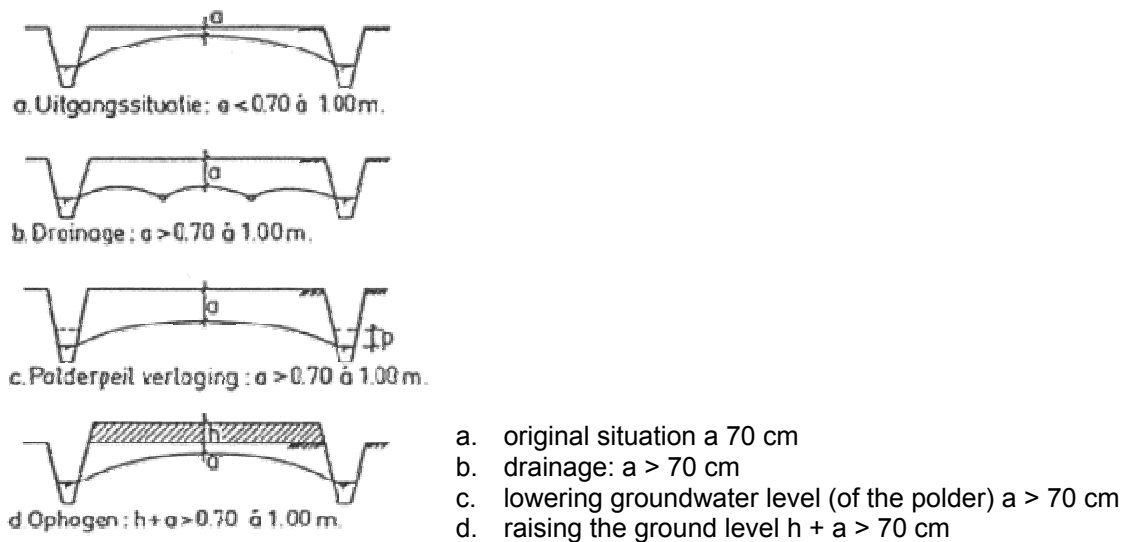 a
a. Uitgangssituatie: a < 0.70 à 1.00 m.
a
b. Drainage: a > 0.70 à 1.00 m.
a
p
c. Polderpeil verlaging: a > 0.70 à 1.00 m.
h
a
d Ophogen: h + a > 0.70 à 1.00 m.
a. original situation a 70 cm
b. drainage: a > 70 cm
c. lowering groundwater level (of the polder) a > 70 cm
d. raising the ground level h + a > 70 cm